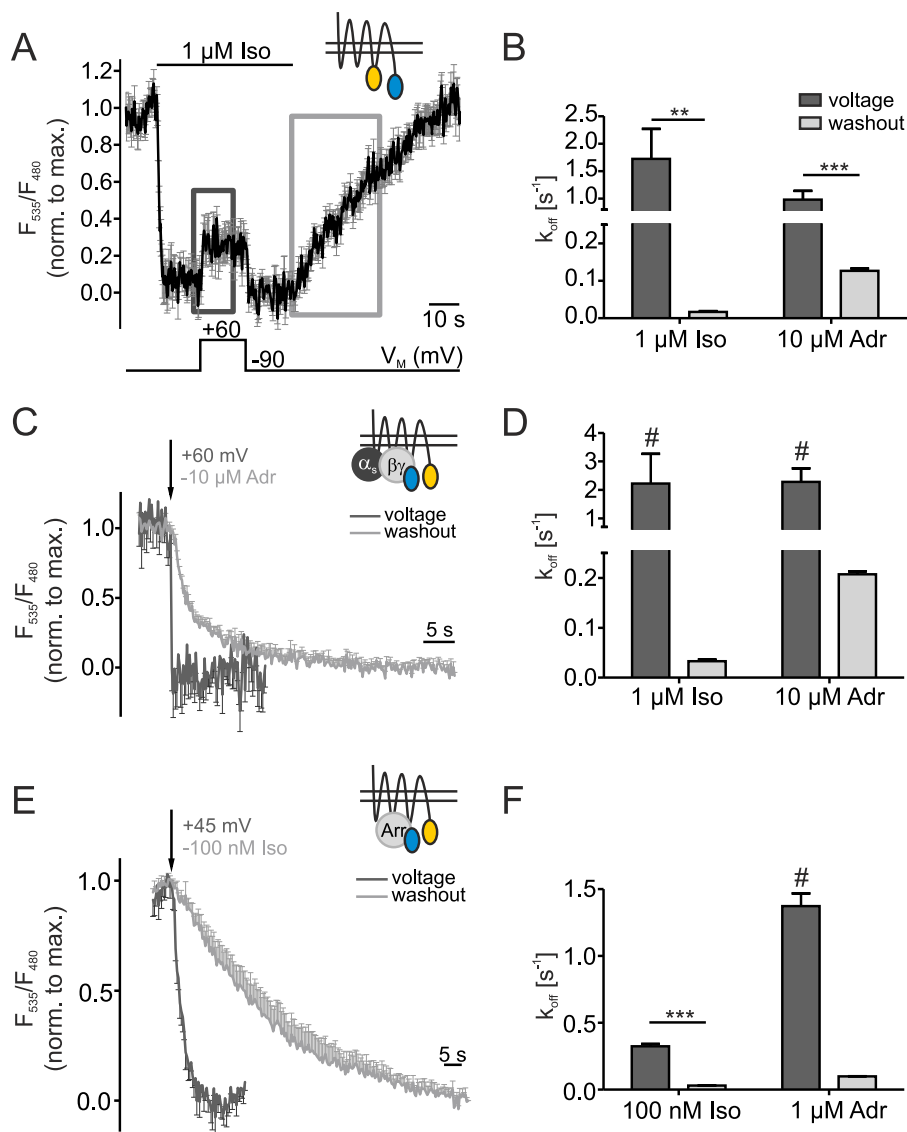 A
1 µM Iso
1.2
1.0
0.8
0.6
0.4
0.2
0.0
F535/F480
(norm. to max.)
10 s
+60
-90
VM (mV)
B
voltage
washout
**
***
2.5
2.0
1.5
1.0
0.2
0.1
0.0
koff [s-1]
1 µM Iso
10 µM Adr
C
+60 mV
-10 µM Adr
αs
βγ
voltage
washout
1.0
0.5
0.0
F535/F480
(norm. to max.)
5 s
D
#
#
4
3
2
1
0.2
0.1
0.0
koff [s-1]
1 µM Iso
10 µM Adr
E
+45 mV
-100 nM Iso
Arr
voltage
washout
1.0
0.5
0.0
F535/F480
(norm. to max.)
5 s
F
#
***
1.5
1.0
0.5
0.0
koff [s-1]
100 nM Iso
1 µM Adr